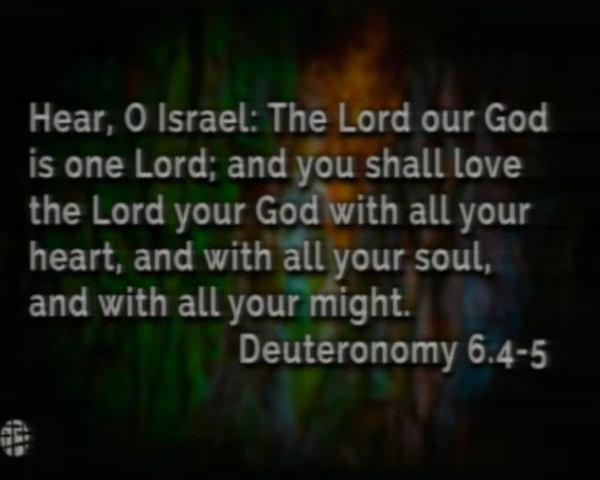 Hear, O Israel: The Lord our God
is one Lord; and you shall love
the Lord your God with all your
heart, and with all your soul,
and with all your might.
Deuteronomy 6.4-5